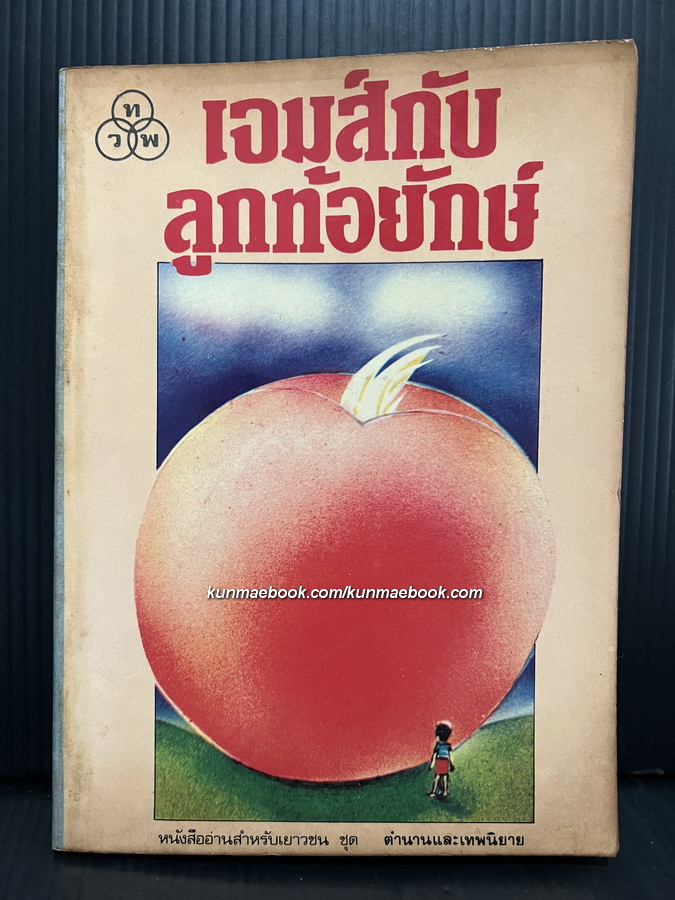 ท
ว พ
เจมส์กับ
ลูกท้อยักษ์
kunmaebook.com/kunmaebook.com
หนังสืออ่านสำหรับเยาวชน ชุด ตำนานและเทพนิยาย